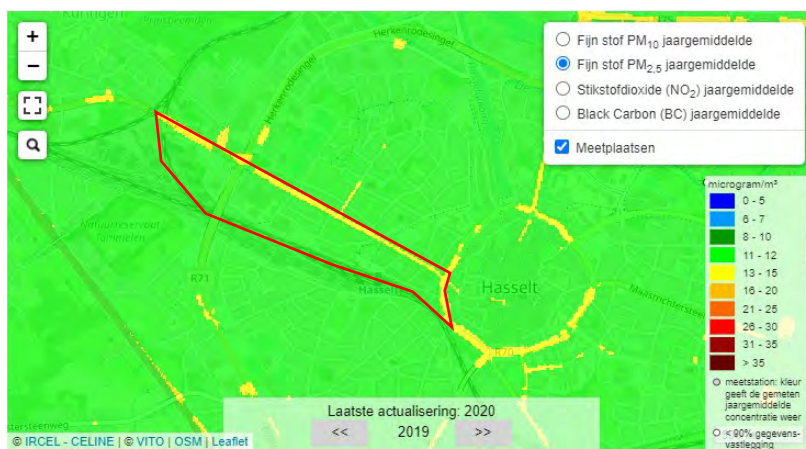 Kuringen
+
−
Herkenrodesingel
Herkenrodesingel
Fijn stof PM10 jaargemiddelde
Fijn stof PM2,5 jaargemiddelde
Stikstofdioxide (NO2) jaargemiddelde
Black Carbon (BC) jaargemiddelde
Meetplaatsen
microgram/m³
0 - 5
6 - 7
8 - 10
11 - 12
13 - 15
16 - 20
21 - 25
26 - 30
31 - 35
> 35
meetstation: kleur
geeft de gemeten
jaargemiddelde
concentratie weer
< 90% gegevens-
vastlegging
Natuurreservaat
Tommelen
R71
Hasselt
Hasselt
Maastrichtersteen
R70
Laatste actualisering: 2020
<< 2019 >>
tersteenweg
© IRCEL - CELINE | © VITO | OSM | Leaflet